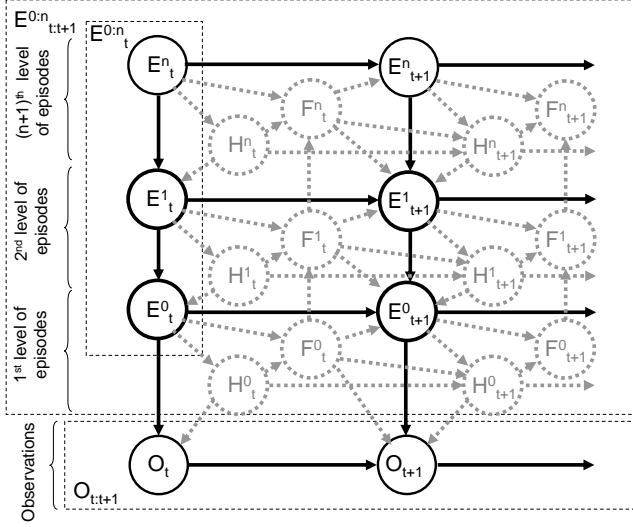 E^{0:n}_{t:t+1}
E^{0:n}_t
(n+1)^{th} level
of episodes
E^n_t
E^n_{t+1}
F^n_t
F^n_{t+1}
H^n_t
H^n_{t+1}
2^{nd} level of
episodes
E^1_t
E^1_{t+1}
F^1_t
F^1_{t+1}
H^1_t
H^1_{t+1}
1^{st} level of
episodes
E^0_t
E^0_{t+1}
F^0_t
F^0_{t+1}
H^0_t
H^0_{t+1}
Observations
O_t
O_{t+1}
O_{t:t+1}